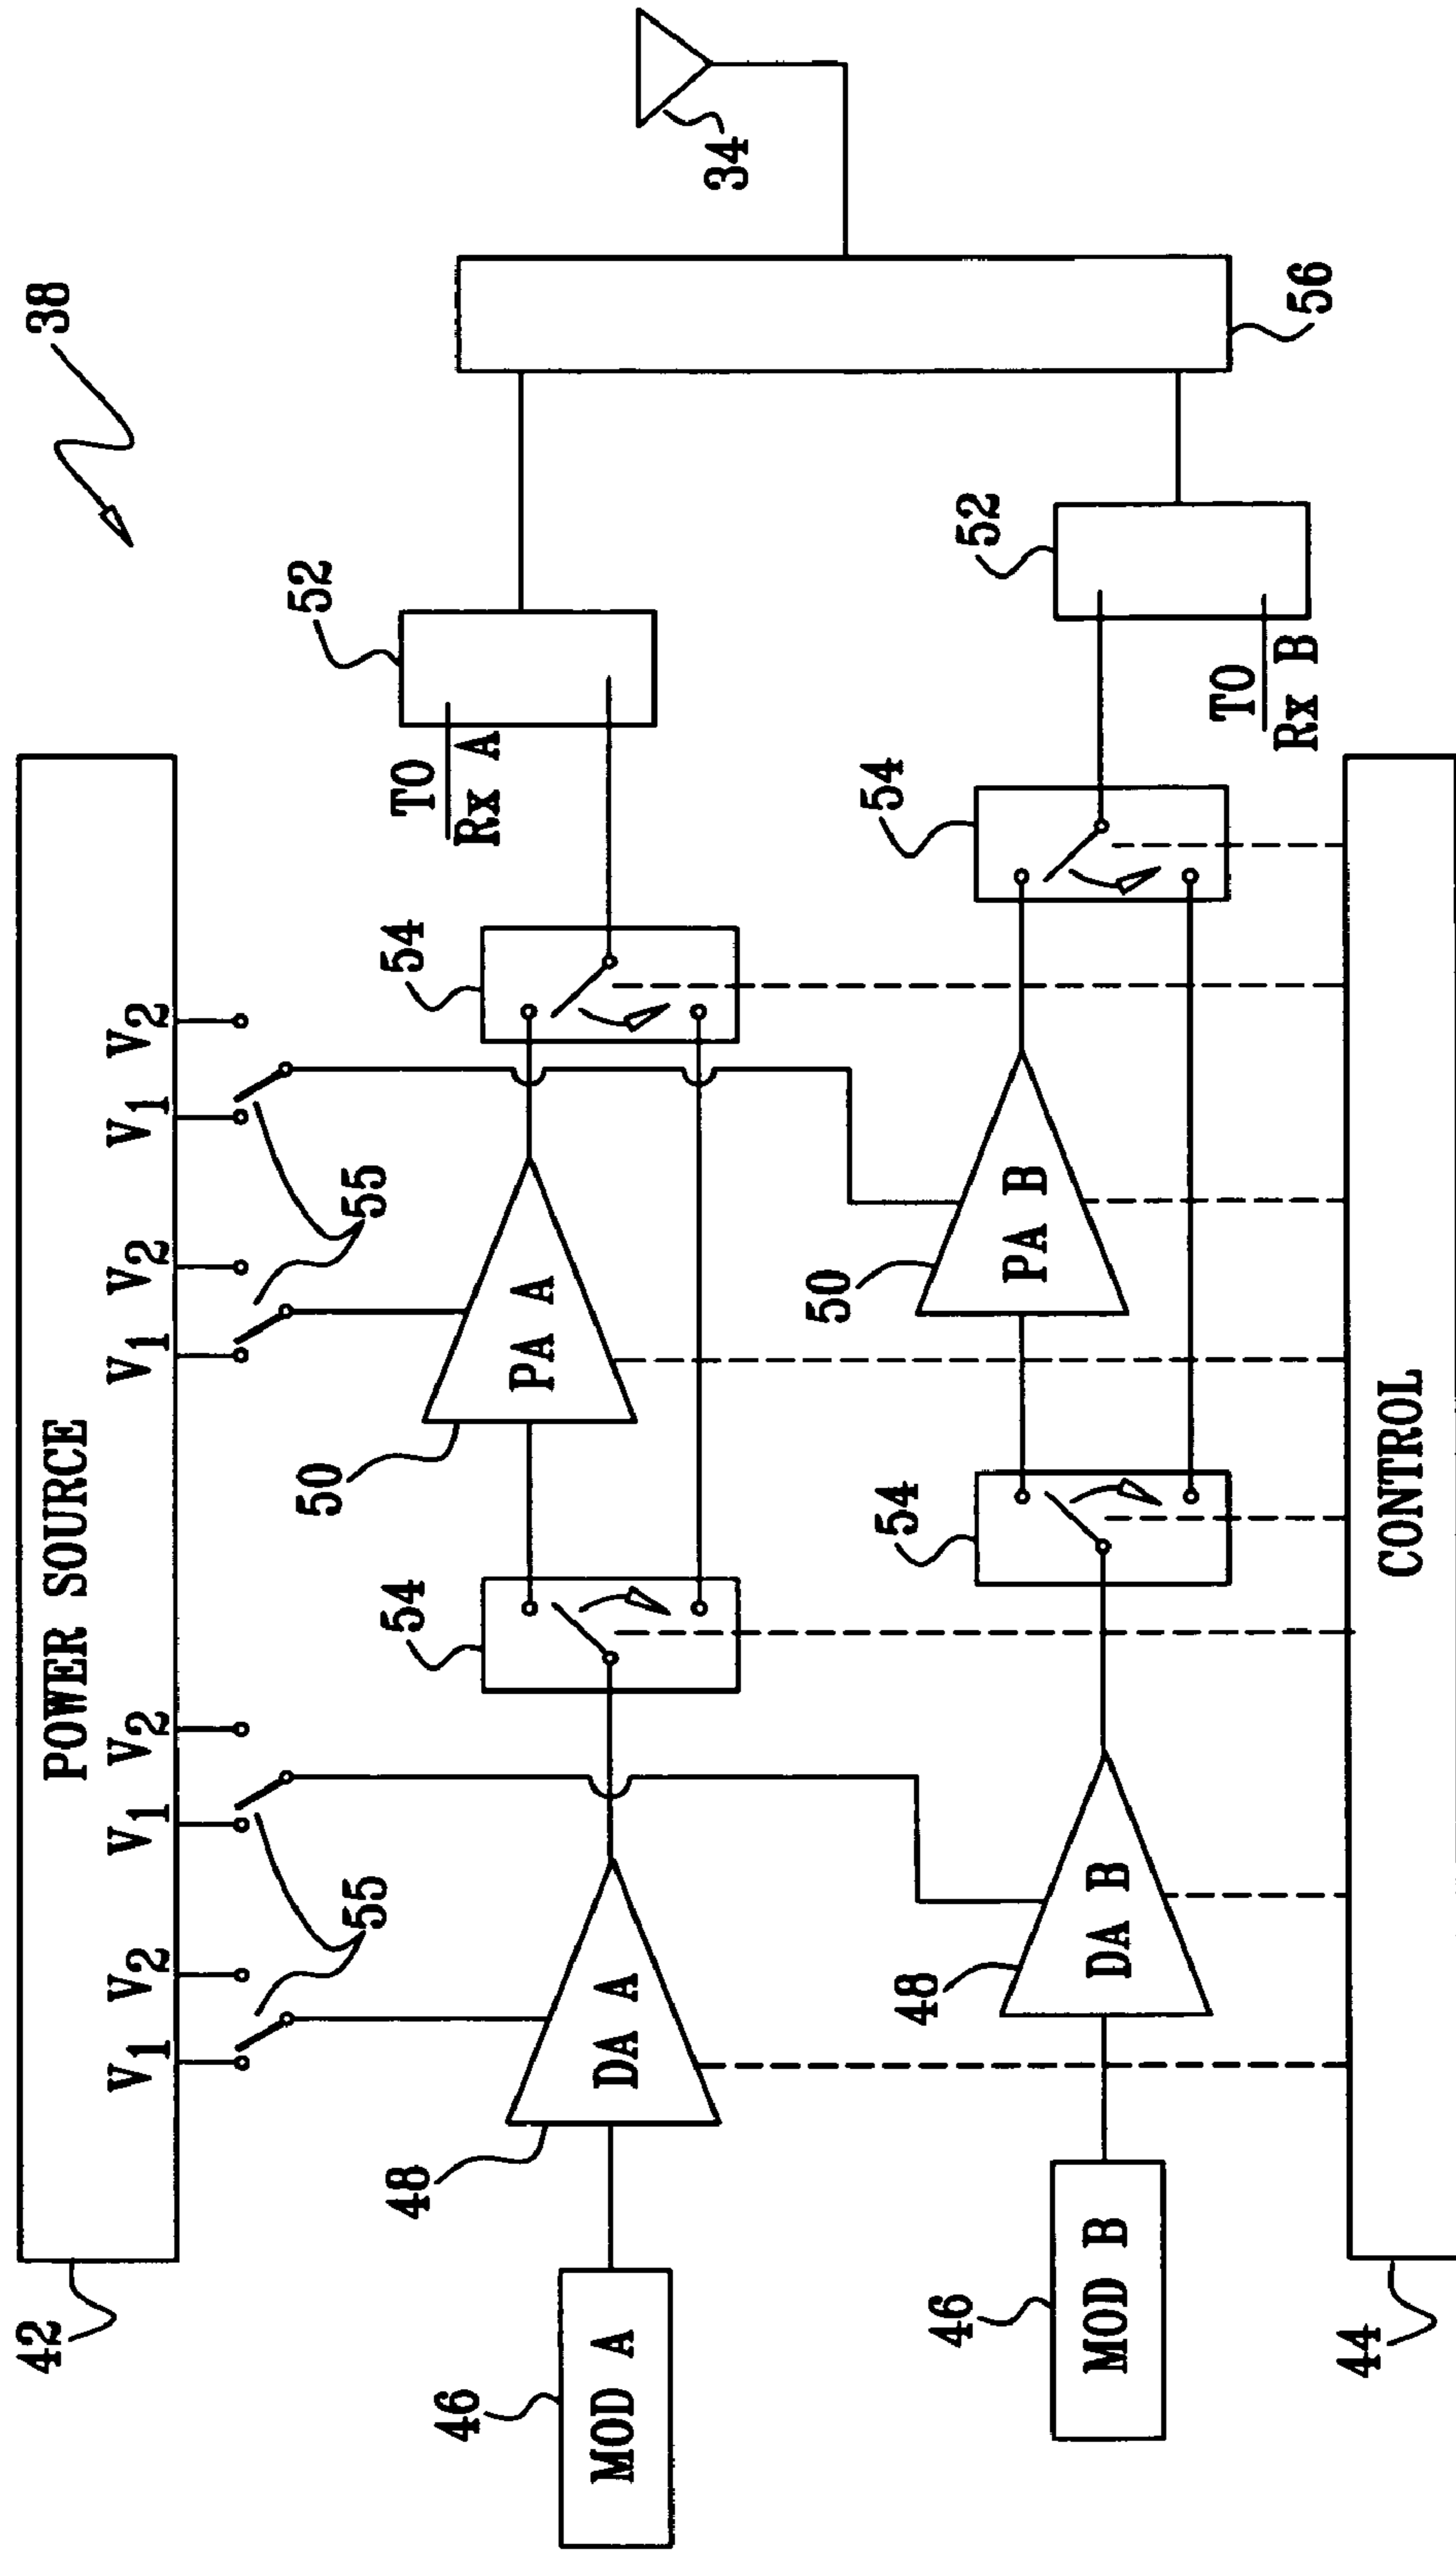 38
42
POWER SOURCE
V1 V2 V1 V2 V1 V2 V1 V2
55
55
52
34
TO
Rx A
54
54
50
PA A
48
DA A
46
MOD A
56
52
TO
Rx B
54
54
50
PA B
48
DA B
46
MOD B
44
CONTROL